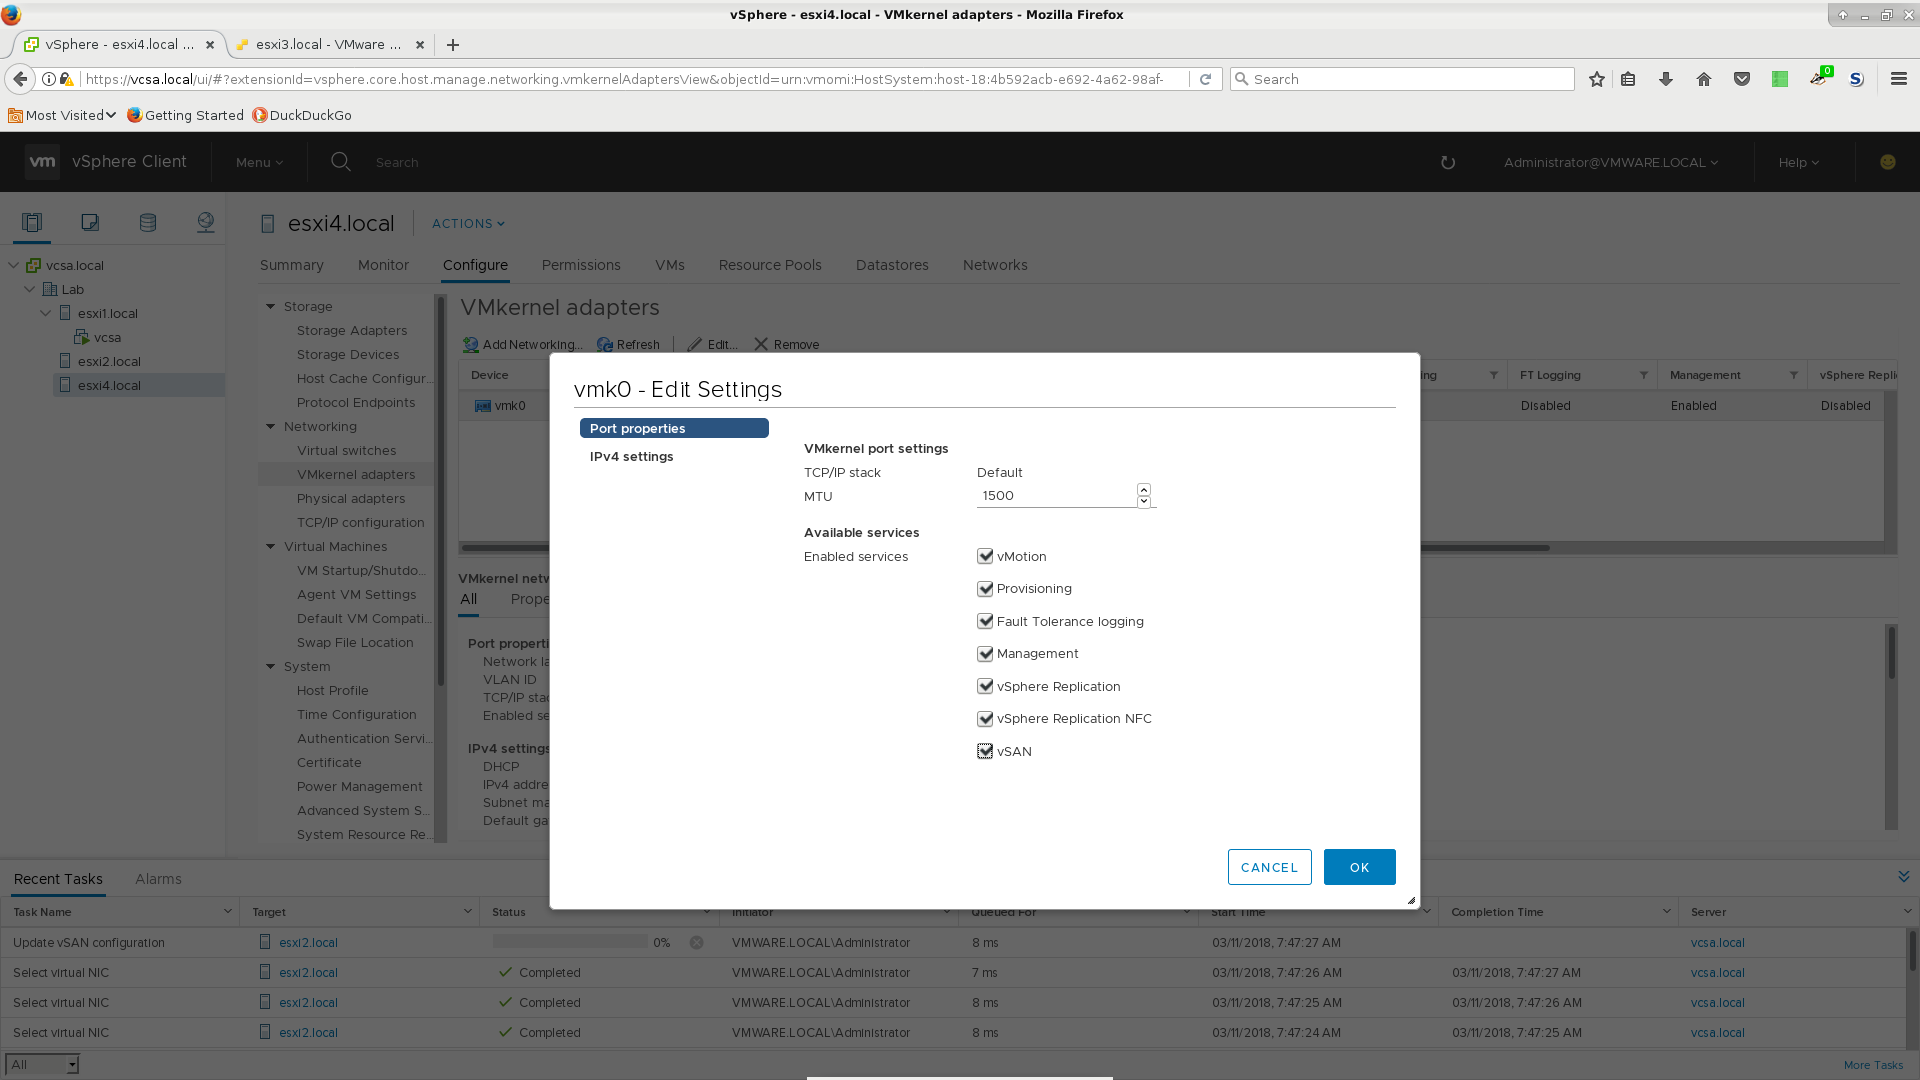 vSphere - esxi4.local - VMkernel adapters - Mozilla Firefox
vSphere - esxi4.local ...
esxi3.local - VMware ...
https://vcsa.local/ui/#?extensionId=vsphere.core.host.manage.networking.vmkernelAdaptersView&objectId=urn:vmomi:HostSystem:host-18:4b592acb-e692-4a62-98af-
Search
0
Most Visited
Getting Started
DuckDuckGo
vm vSphere Client
Menu
Search
Administrator@VMWARE.LOCAL
Help
esxi4.local
ACTIONS
Summary
Monitor
Configure
Permissions
VMs
Resource Pools
Datastores
Networks
vcsa.local
Lab
esxi1.local
vcsa
esxi2.local
esxi4.local
Storage
Storage Adapters
Storage Devices
Host Cache Configur...
Protocol Endpoints
Networking
Virtual switches
VMkernel adapters
Physical adapters
TCP/IP configuration
Virtual Machines
VM Startup/Shutdo...
Agent VM Settings
Default VM Compati...
Swap File Location
System
Host Profile
Time Configuration
Authentication Servi...
Certificate
Power Management
Advanced System S...
System Resource Re...
VMkernel adapters
Add Networking...
Refresh
Edit...
Remove
Device
ing
FT Logging
Management
vSphere Repli
vmk0
Disabled
Enabled
Disabled
VMkernel netw
All
Prope
Port properti
Network la
VLAN ID
TCP/IP stac
Enabled se
IPv4 settings
DHCP
IPv4 addre
Subnet ma
Default ga
vmk0 - Edit Settings
Port properties
IPv4 settings
VMkernel port settings
TCP/IP stack
Default
MTU
1500
Available services
Enabled services
vMotion
Provisioning
Fault Tolerance logging
Management
vSphere Replication
vSphere Replication NFC
vSAN
CANCEL
OK
Recent Tasks
Alarms
Task Name
Target
Status
Initiator
Queued For
Start Time
Completion Time
Server
Update vSAN configuration esxi2.local 0% VMWARE.LOCAL\Administrator 8 ms 03/11/2018, 7:47:27 AM vcsa.local
Select virtual NIC esxi2.local Completed VMWARE.LOCAL\Administrator 7 ms 03/11/2018, 7:47:26 AM 03/11/2018, 7:47:27 AM vcsa.local
Select virtual NIC esxi2.local Completed VMWARE.LOCAL\Administrator 8 ms 03/11/2018, 7:47:25 AM 03/11/2018, 7:47:26 AM vcsa.local
Select virtual NIC esxi2.local Completed VMWARE.LOCAL\Administrator 8 ms 03/11/2018, 7:47:24 AM 03/11/2018, 7:47:25 AM vcsa.local
All
More Tasks